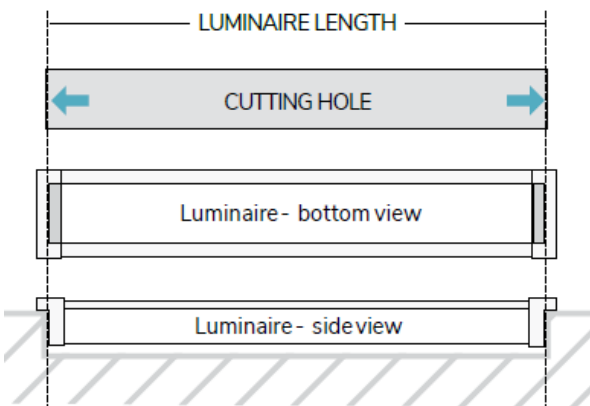 LUMINAIRE LENGTH
CUTTING HOLE
Luminaire - bottom view
Luminaire - side view